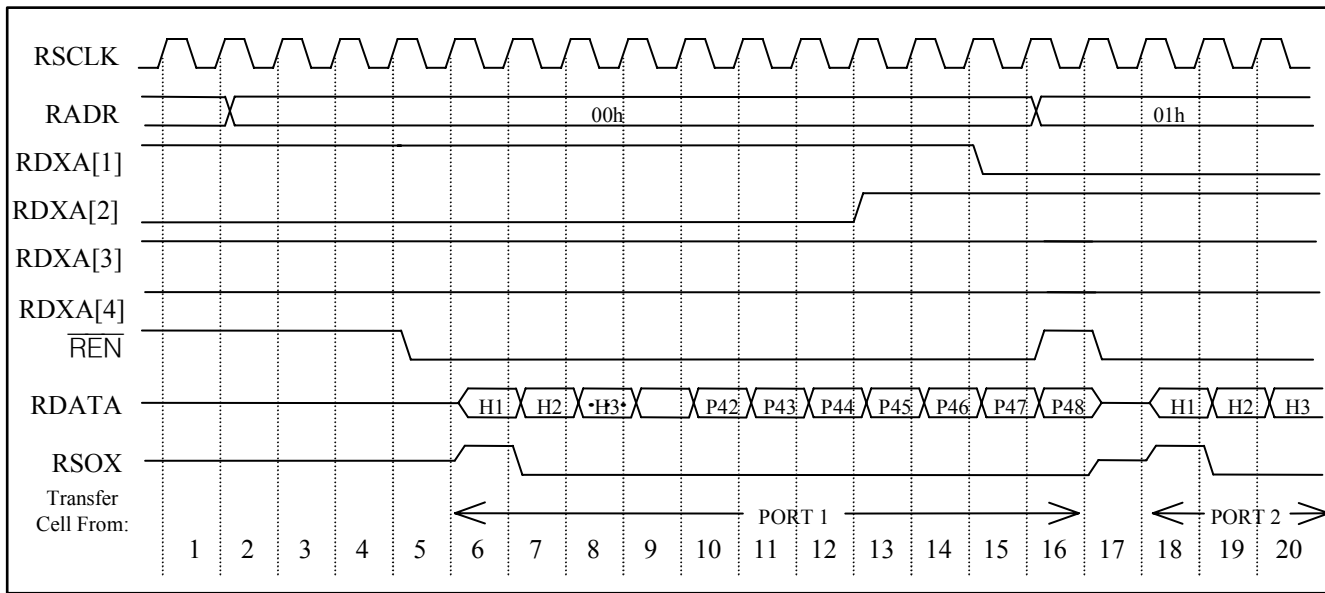 RSCLK
RADR 00h 01h
RDXA[1]
RDXA[2]
RDXA[3]
RDXA[4]
REN
RDATA H1 H2 H3 P42 P43 P44 P45 P46 P47 P48 H1 H2 H3
RSOX
Transfer
Cell From: PORT 1 PORT 2
1 2 3 4 5 6 7 8 9 10 11 12 13 14 15 16 17 18 19 20